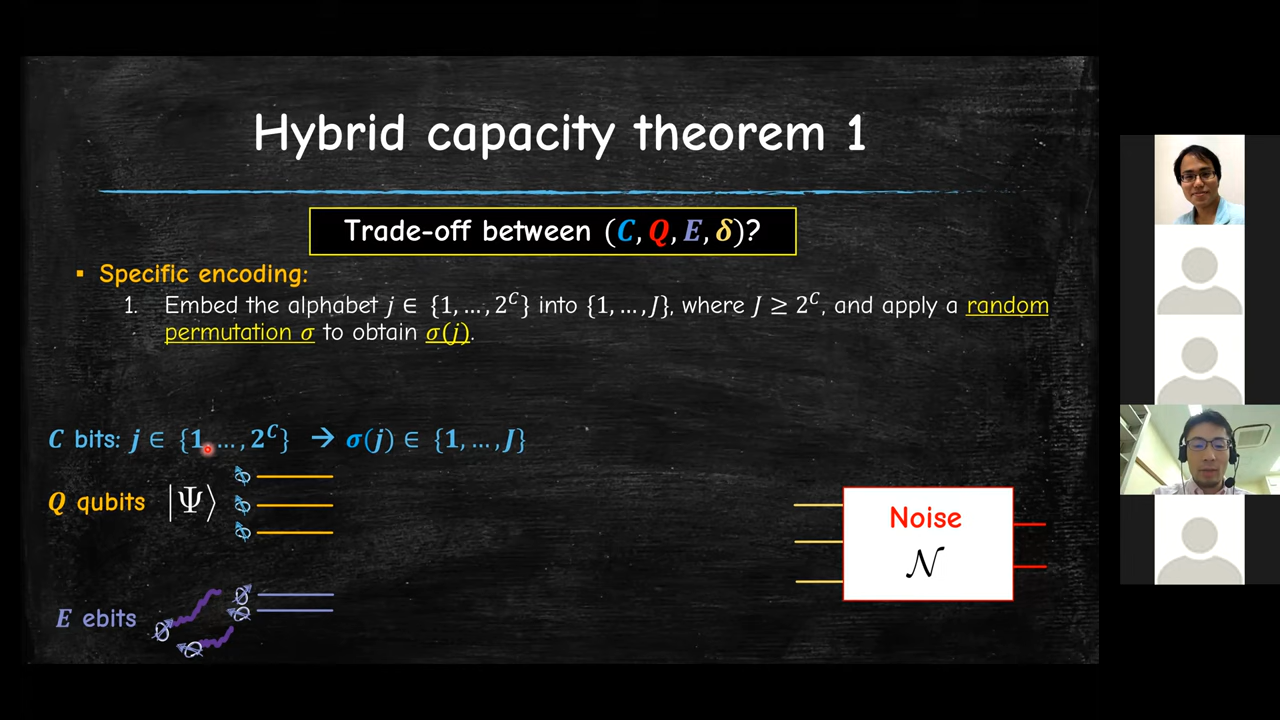 Hybrid capacity theorem 1
Trade-off between (C, Q, E, δ)?
▪ Specific encoding:
1. Embed the alphabet j ∈ {1, …, 2^C} into {1, …, J}, where J ≥ 2^C, and apply a random
permutation σ to obtain σ(j).
C bits: j ∈ {1, …, 2^C} → σ(j) ∈ {1, …, J}
Q qubits |Ψ⟩
Noise
𝒩
E ebits